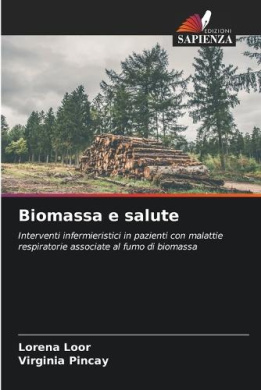 EDIZIONI
SAPIENZA
Biomassa e salute
Interventi infermieristici in pazienti con malattie
respiratorie associate al fumo di biomassa
Lorena Loor
Virginia Pincay